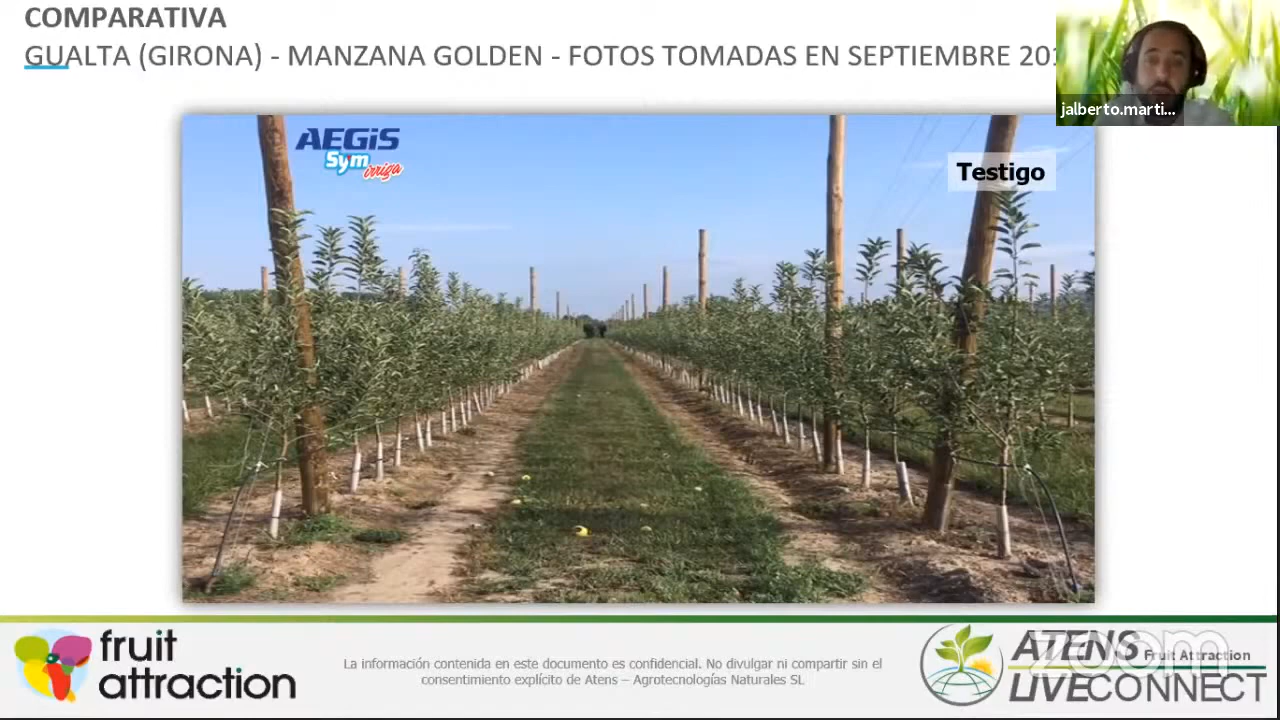 COMPARATIVA
GUALTA (GIRONA) - MANZANA GOLDEN - FOTOS TOMADAS EN SEPTIEMBRE
jalberto.marti...
AEGIS
Sym
irriga
Testigo
fruit
attraction
La información contenida en este documento es confidencial. No divulgar ni compartir sin el
consentimiento explícito de Atens – Agrotecnologías Naturales SL
ATENS Fruit Attraction
LIVECONNECT
zoom